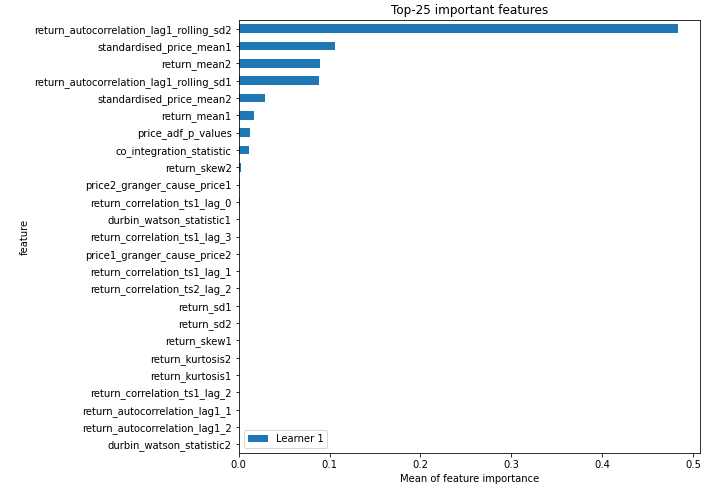 Top-25 important features
return_autocorrelation_lag1_rolling_sd2
standardised_price_mean1
return_mean2
return_autocorrelation_lag1_rolling_sd1
standardised_price_mean2
return_mean1
price_adf_p_values
co_integration_statistic
return_skew2
price2_granger_cause_price1
return_correlation_ts1_lag_0
durbin_watson_statistic1
return_correlation_ts1_lag_3
price1_granger_cause_price2
return_correlation_ts1_lag_1
return_correlation_ts2_lag_2
return_sd1
return_sd2
return_skew1
return_kurtosis2
return_kurtosis1
return_correlation_ts1_lag_2
return_autocorrelation_lag1_1
return_autocorrelation_lag1_2
durbin_watson_statistic2
feature
Learner 1
0.0 0.1 0.2 0.3 0.4 0.5
Mean of feature importance